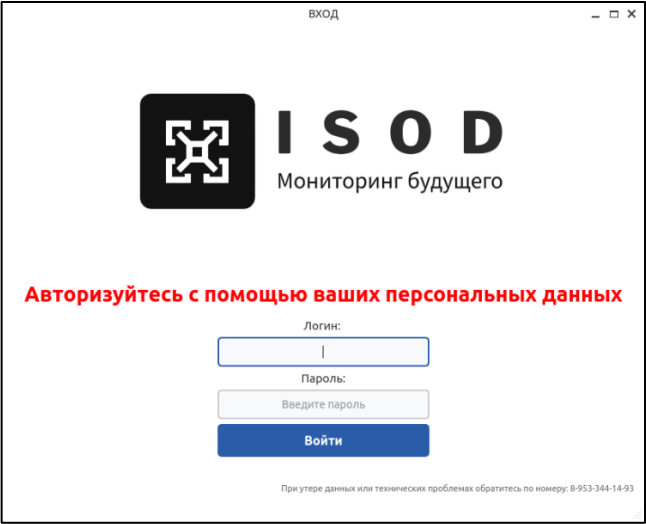 ВХОД
ISOD
Мониторинг будущего
Авторизуйтесь с помощью ваших персональных данных
Логин:
Пароль:
Введите пароль
Войти
При утере данных или технических проблемах обратитесь по номеру: 8-953-344-14-93